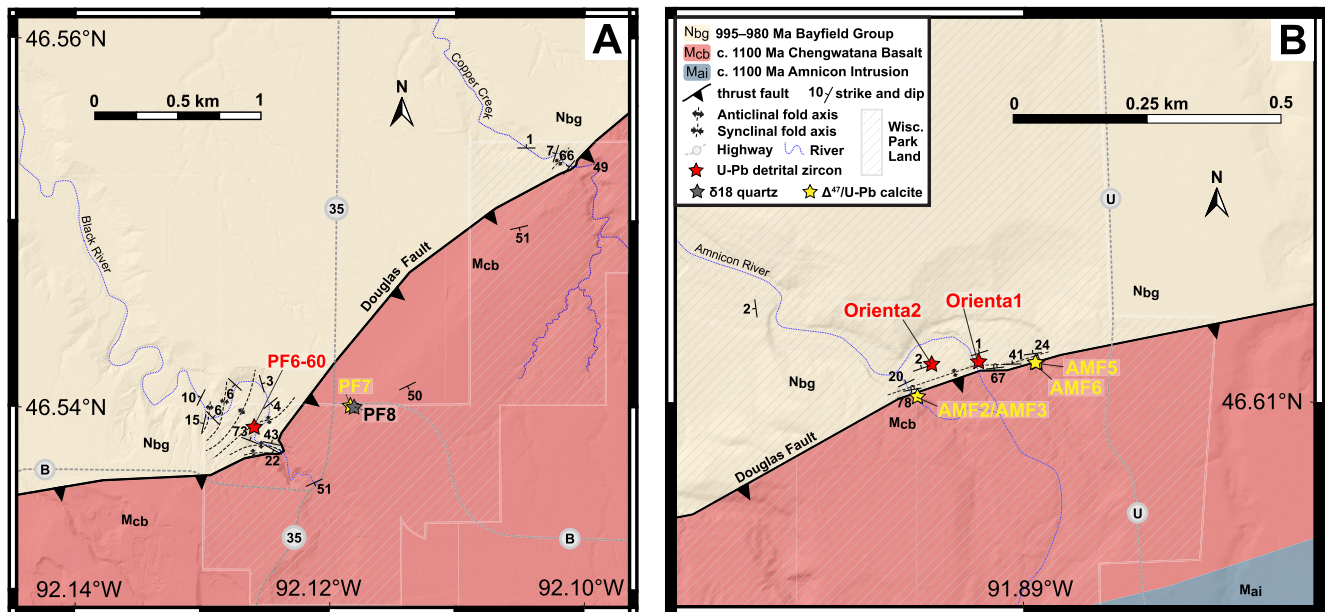 A
46.56°N
0 0.5 km 1
N
Copper Creek
Nbg
1
7
66
49
35
51
Black River
Douglas Fault
Mcb
PF6-60
3
10
6
6
4
15
73
43
22
PF7
PF8
50
46.54°N
Nbg
B
51
Mcb
35
B
92.14°W
92.12°W
92.10°W
B
Nbg 995–980 Ma Bayfield Group
Mcb c. 1100 Ma Chengwatana Basalt
Mai c. 1100 Ma Amnicon Intrusion
thrust fault 10 strike and dip
Anticlinal fold axis
Synclinal fold axis
Wisc.
Park
Land
Highway River
U-Pb detrital zircon
δ18 quartz Δ⁴⁷/U-Pb calcite
0 0.25 km 0.5
U
N
Amnicon River
Nbg
2
Orienta2
Orienta1
1
2
41
24
67
20
78
AMF5
AMF6
AMF2/AMF3
Nbg
Mcb
46.61°N
Douglas Fault
U
91.89°W
Mai